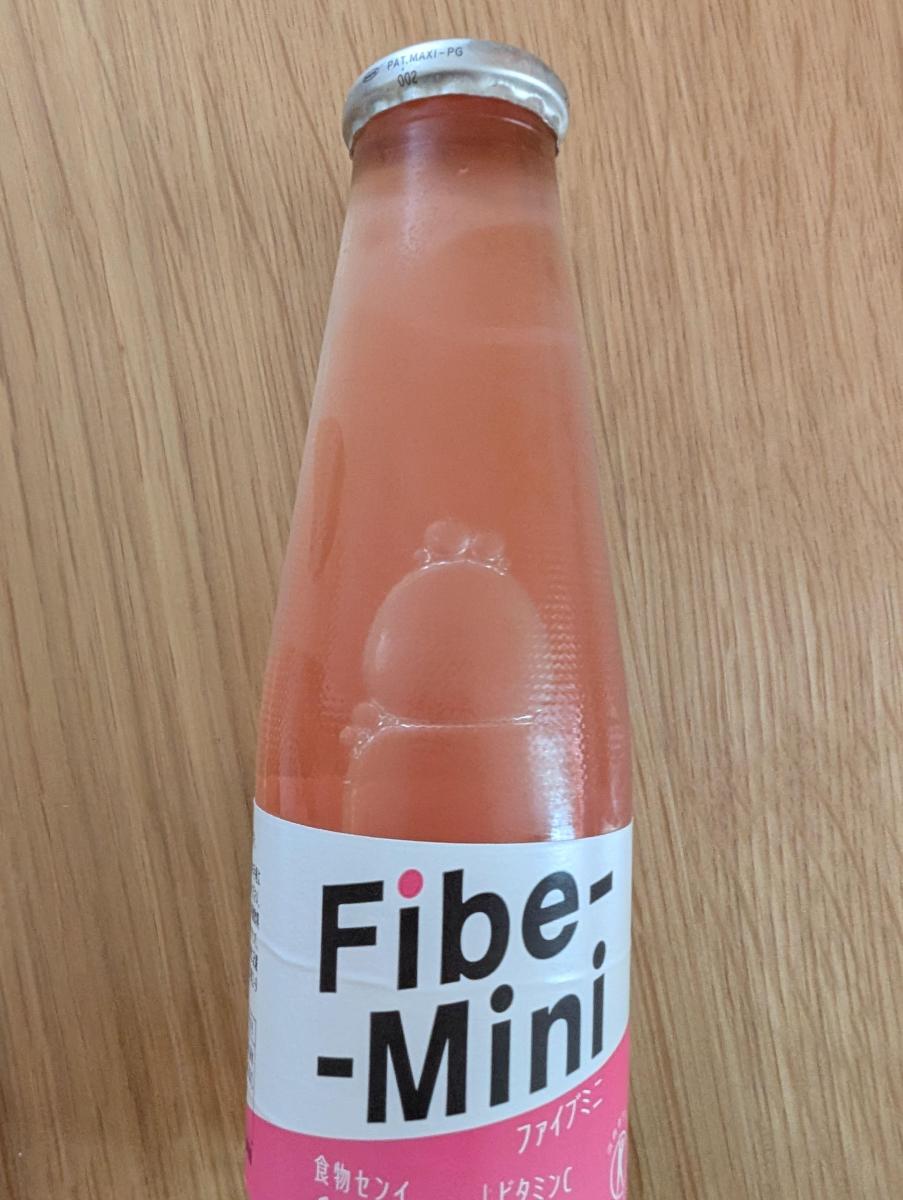 PAT.MAXI-PG
002
Fibe-
-Mini
ファイブミニ
食物センイ
ビタミンC